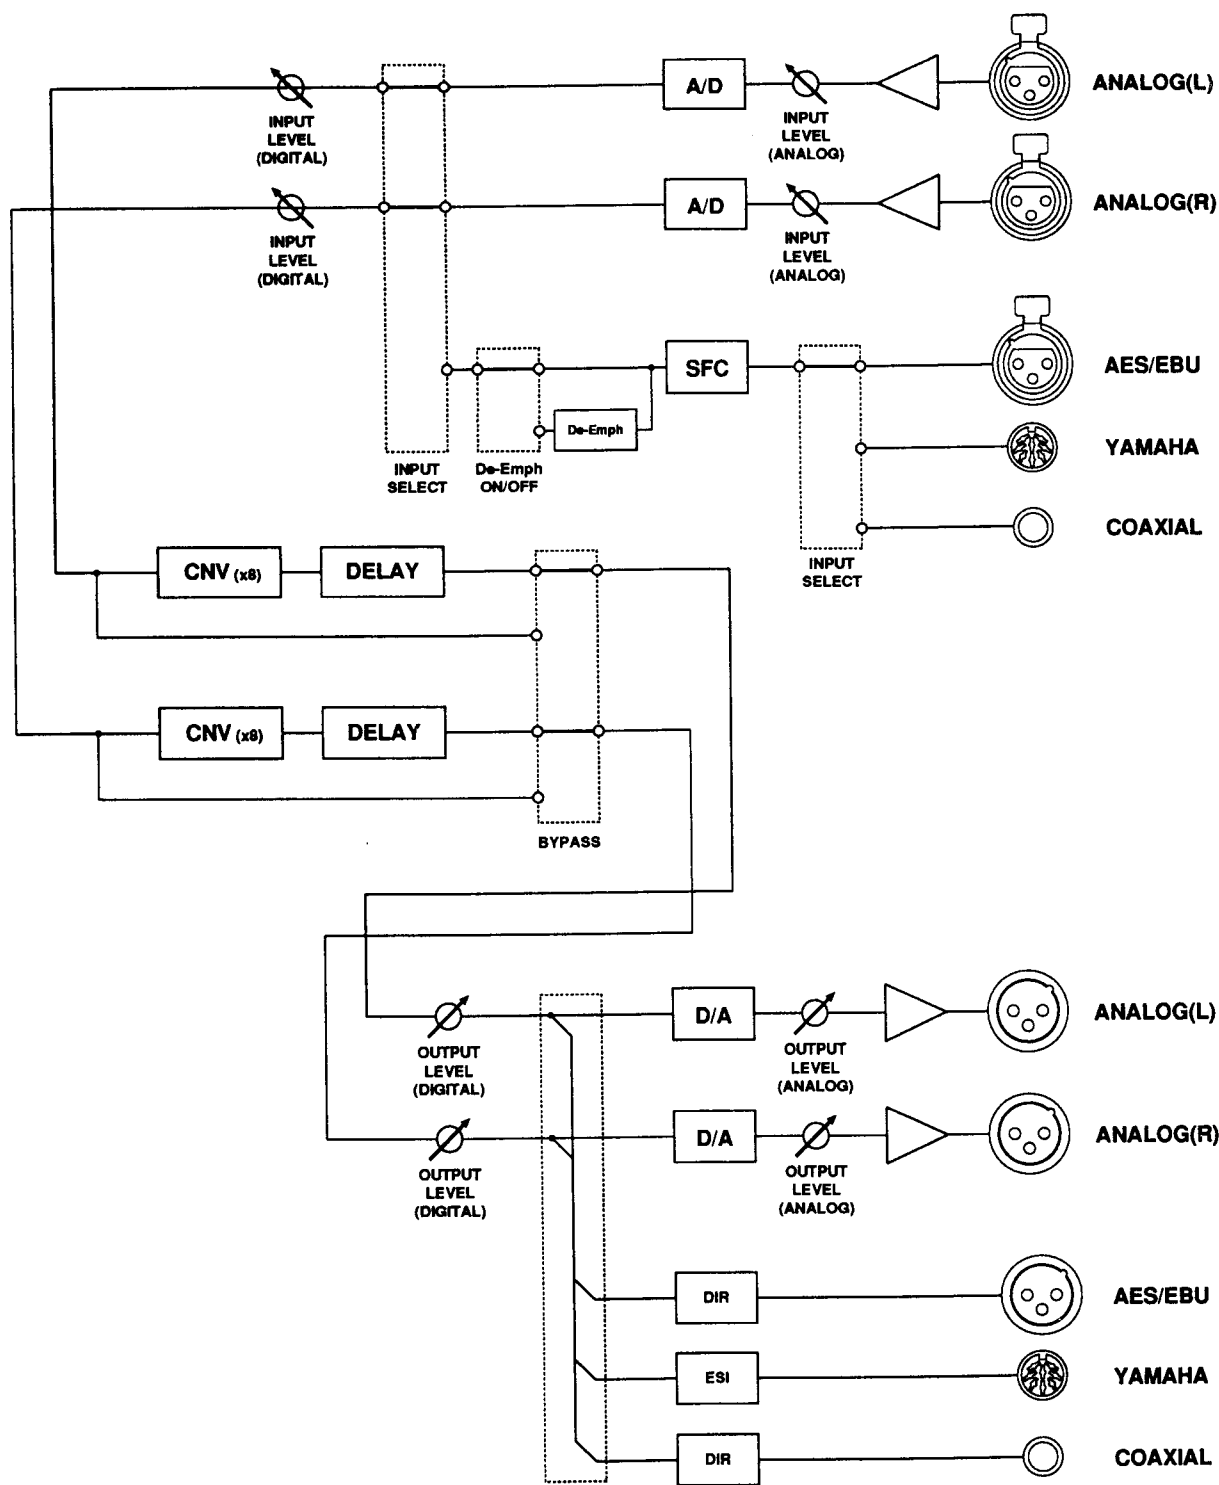 A/D
ANALOG(L)
INPUT
LEVEL
(DIGITAL)
INPUT
LEVEL
(ANALOG)
A/D
ANALOG(R)
INPUT
LEVEL
(DIGITAL)
INPUT
LEVEL
(ANALOG)
SFC
AES/EBU
De-Emph
YAMAHA
INPUT
SELECT
De-Emph
ON/OFF
COAXIAL
INPUT
SELECT
CNV (x8)
DELAY
CNV (x8)
DELAY
BYPASS
D/A
ANALOG(L)
OUTPUT
LEVEL
(DIGITAL)
OUTPUT
LEVEL
(ANALOG)
D/A
ANALOG(R)
OUTPUT
LEVEL
(DIGITAL)
OUTPUT
LEVEL
(ANALOG)
DIR
AES/EBU
ESI
YAMAHA
DIR
COAXIAL